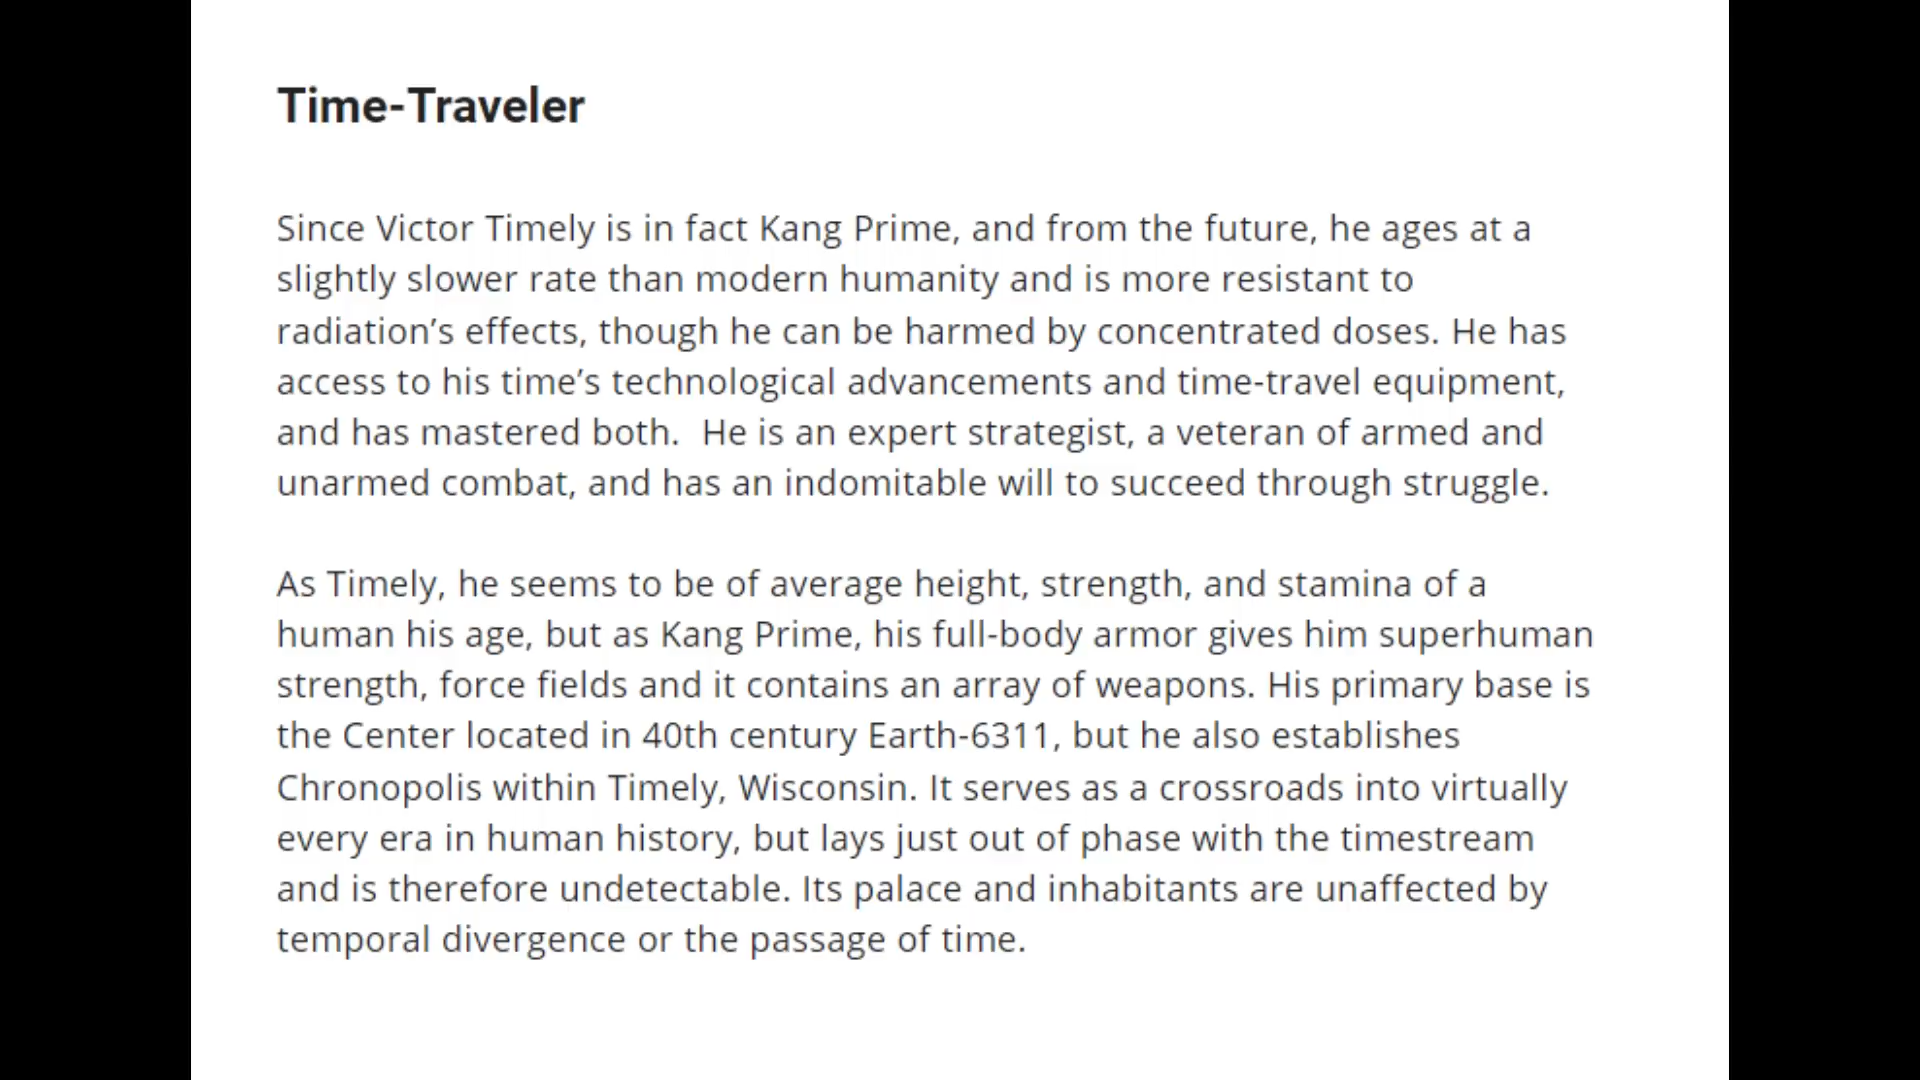 Time-Traveler
Since Victor Timely is in fact Kang Prime, and from the future, he ages at a
slightly slower rate than modern humanity and is more resistant to
radiation’s effects, though he can be harmed by concentrated doses. He has
access to his time’s technological advancements and time-travel equipment,
and has mastered both.  He is an expert strategist, a veteran of armed and
unarmed combat, and has an indomitable will to succeed through struggle.
As Timely, he seems to be of average height, strength, and stamina of a
human his age, but as Kang Prime, his full-body armor gives him superhuman
strength, force fields and it contains an array of weapons. His primary base is
the Center located in 40th century Earth-6311, but he also establishes
Chronopolis within Timely, Wisconsin. It serves as a crossroads into virtually
every era in human history, but lays just out of phase with the timestream
and is therefore undetectable. Its palace and inhabitants are unaffected by
temporal divergence or the passage of time.